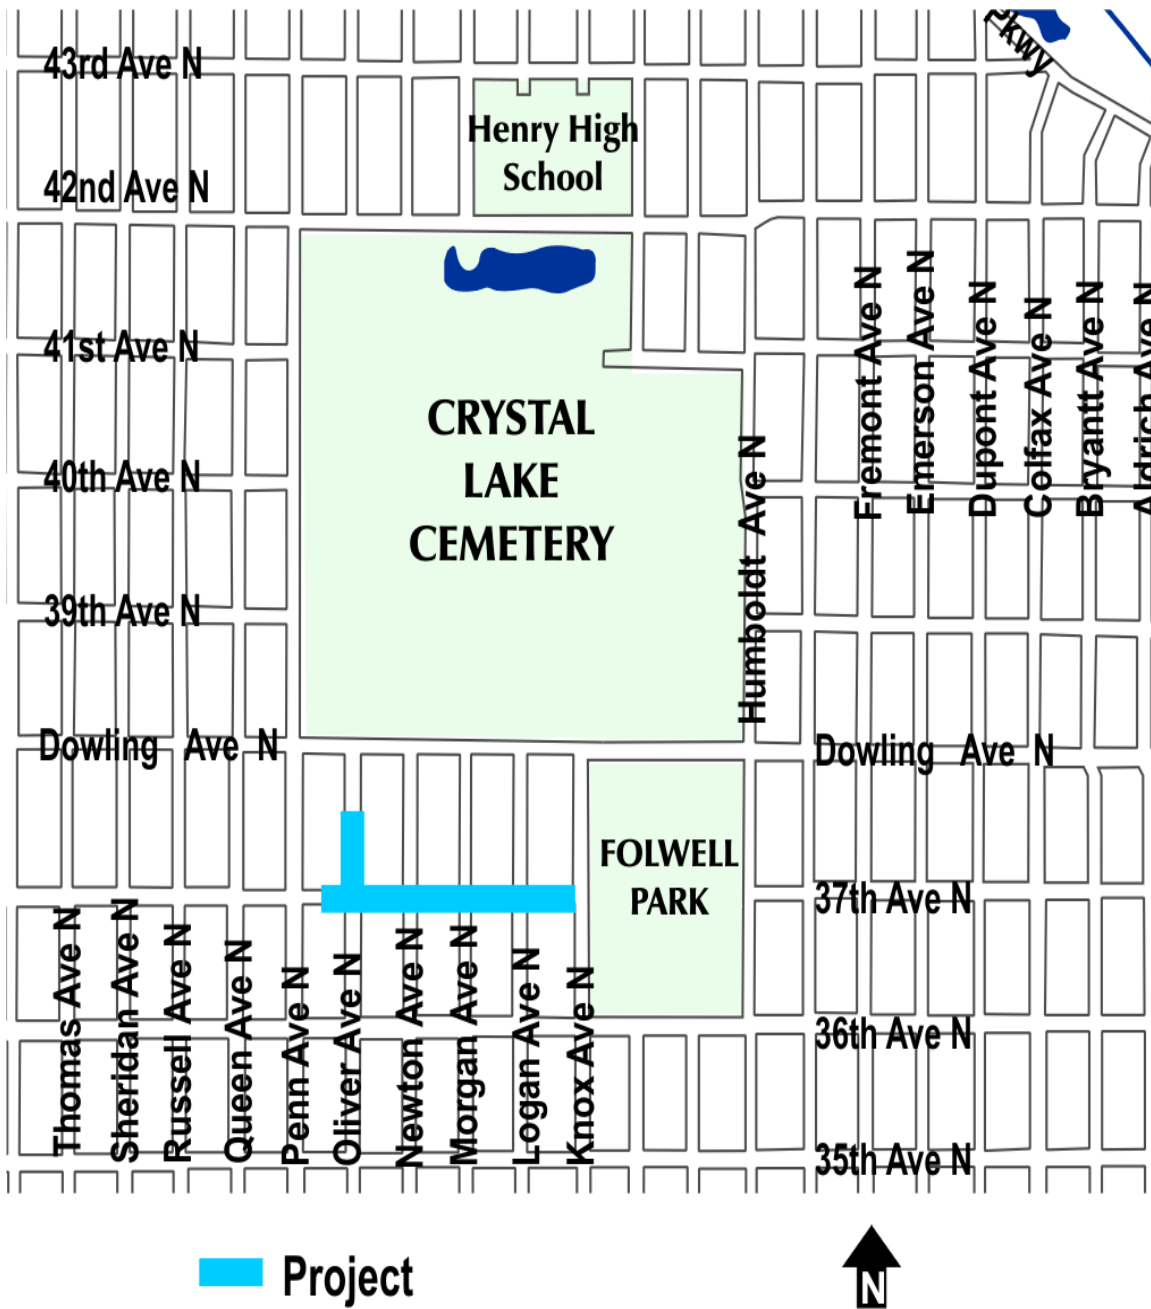 Pkwy
43rd Ave N
Henry High
School
42nd Ave N
41st Ave N
CRYSTAL
LAKE
CEMETERY
Fremont Ave N
Emerson Ave N
Dupont Ave N
Colfax Ave N
Bryantt Ave N
Aldrich Ave N
40th Ave N
Humboldt Ave N
39th Ave N
Dowling Ave N
Dowling Ave N
FOLWELL
PARK
37th Ave N
Thomas Ave N
Sheridan Ave N
Russell Ave N
Queen Ave N
Penn Ave N
Oliver Ave N
Newton Ave N
Morgan Ave N
Logan Ave N
Knox Ave N
36th Ave N
35th Ave N
Project
N